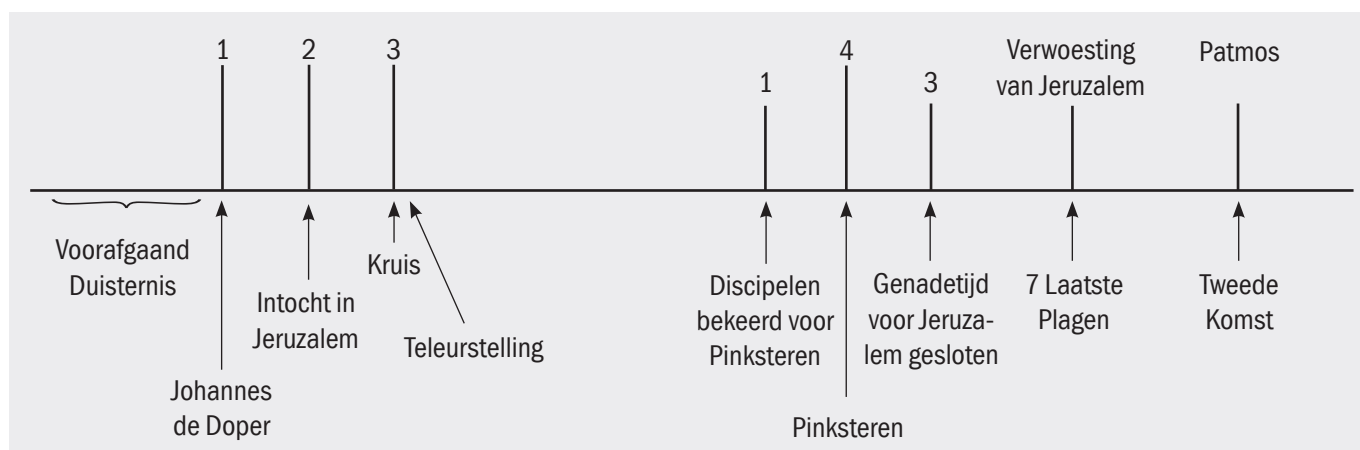 1
2
3
1
4
3
Verwoesting
van Jeruzalem
Patmos
Voorafgaand
Duisternis
Johannes
de Doper
Intocht in
Jeruzalem
Kruis
Teleurstelling
Discipelen
bekeerd voor
Pinksteren
Pinksteren
Genadetijd
voor Jeruza-
lem gesloten
7 Laatste
Plagen
Tweede
Komst